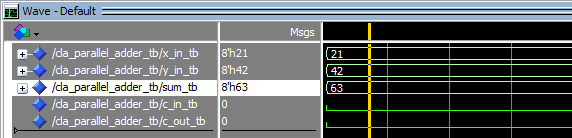 Wave - Default
Msgs
/cla_parallel_adder_tb/x_in_tb 8'h21 21
/cla_parallel_adder_tb/y_in_tb 8'h42 42
/cla_parallel_adder_tb/sum_tb 8'h63 63
/cla_parallel_adder_tb/c_in_tb 0
/cla_parallel_adder_tb/c_out_tb 0